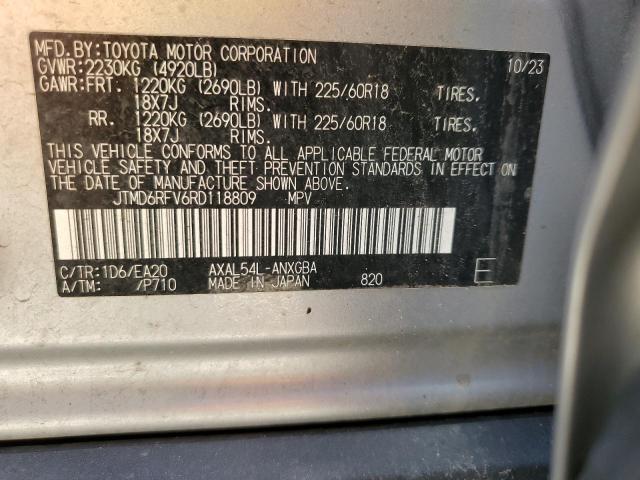 MFD.BY:TOYOTA MOTOR CORPORATION 10/23
GVWR:2230KG (4920LB)
GAWR:FRT. 1220KG (2690LB) WITH 225/60R18 TIRES.
18X7J RIMS.
RR. 1220KG (2690LB) WITH 225/60R18 TIRES.
18X7J RIMS.
THIS VEHICLE CONFORMS TO ALL APPLICABLE FEDERAL MOTOR
VEHICLE SAFETY AND THEFT PREVENTION STANDARDS IN EFFECT ON
THE DATE OF MANUFACTURE SHOWN ABOVE.
JTMD6RFV6RD118809 MPV
C/TR:1D6/EA20 AXAL54L-ANXGBA
A/TM: /P710 MADE IN JAPAN 820 E